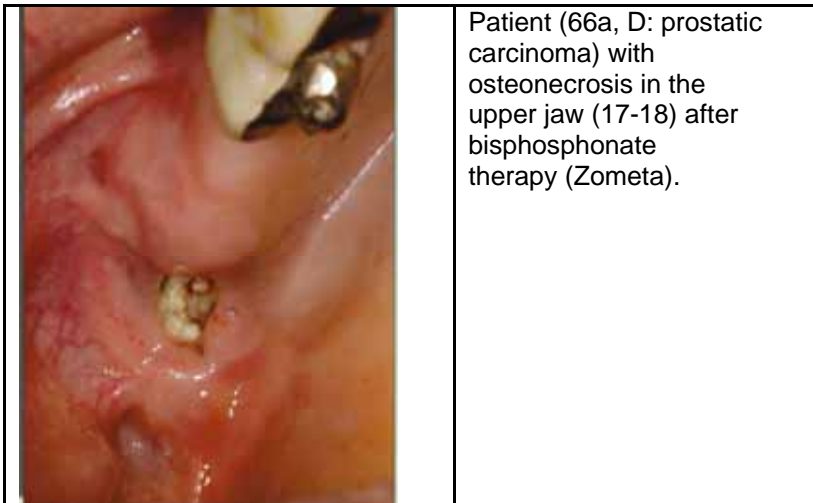 Patient (66a, D: prostatic
carcinoma) with
osteonecrosis in the
upper jaw (17-18) after
bisphosphonate
therapy (Zometa).